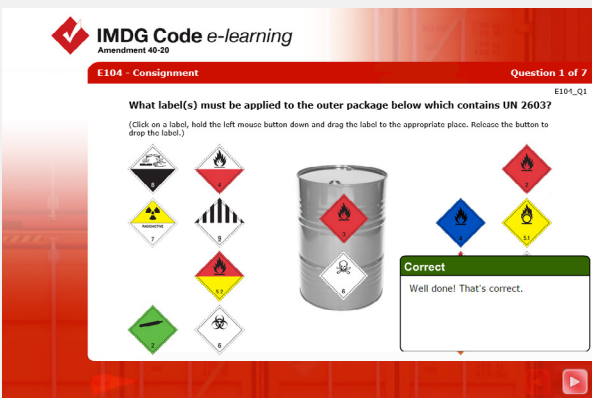 IMDG Code e-learning
Amendment 40-20
E104 - Consignment
Question 1 of 7
E104_Q1
What label(s) must be applied to the outer package below which contains UN 2603?
(Click on a label, hold the left mouse button down and drag the label to the appropriate place. Release the button to
drop the label.)
8
4
2
RADIOACTIVE
7
9
3
4
5.1
5.2
6
Correct
Well done! That's correct.
2
6